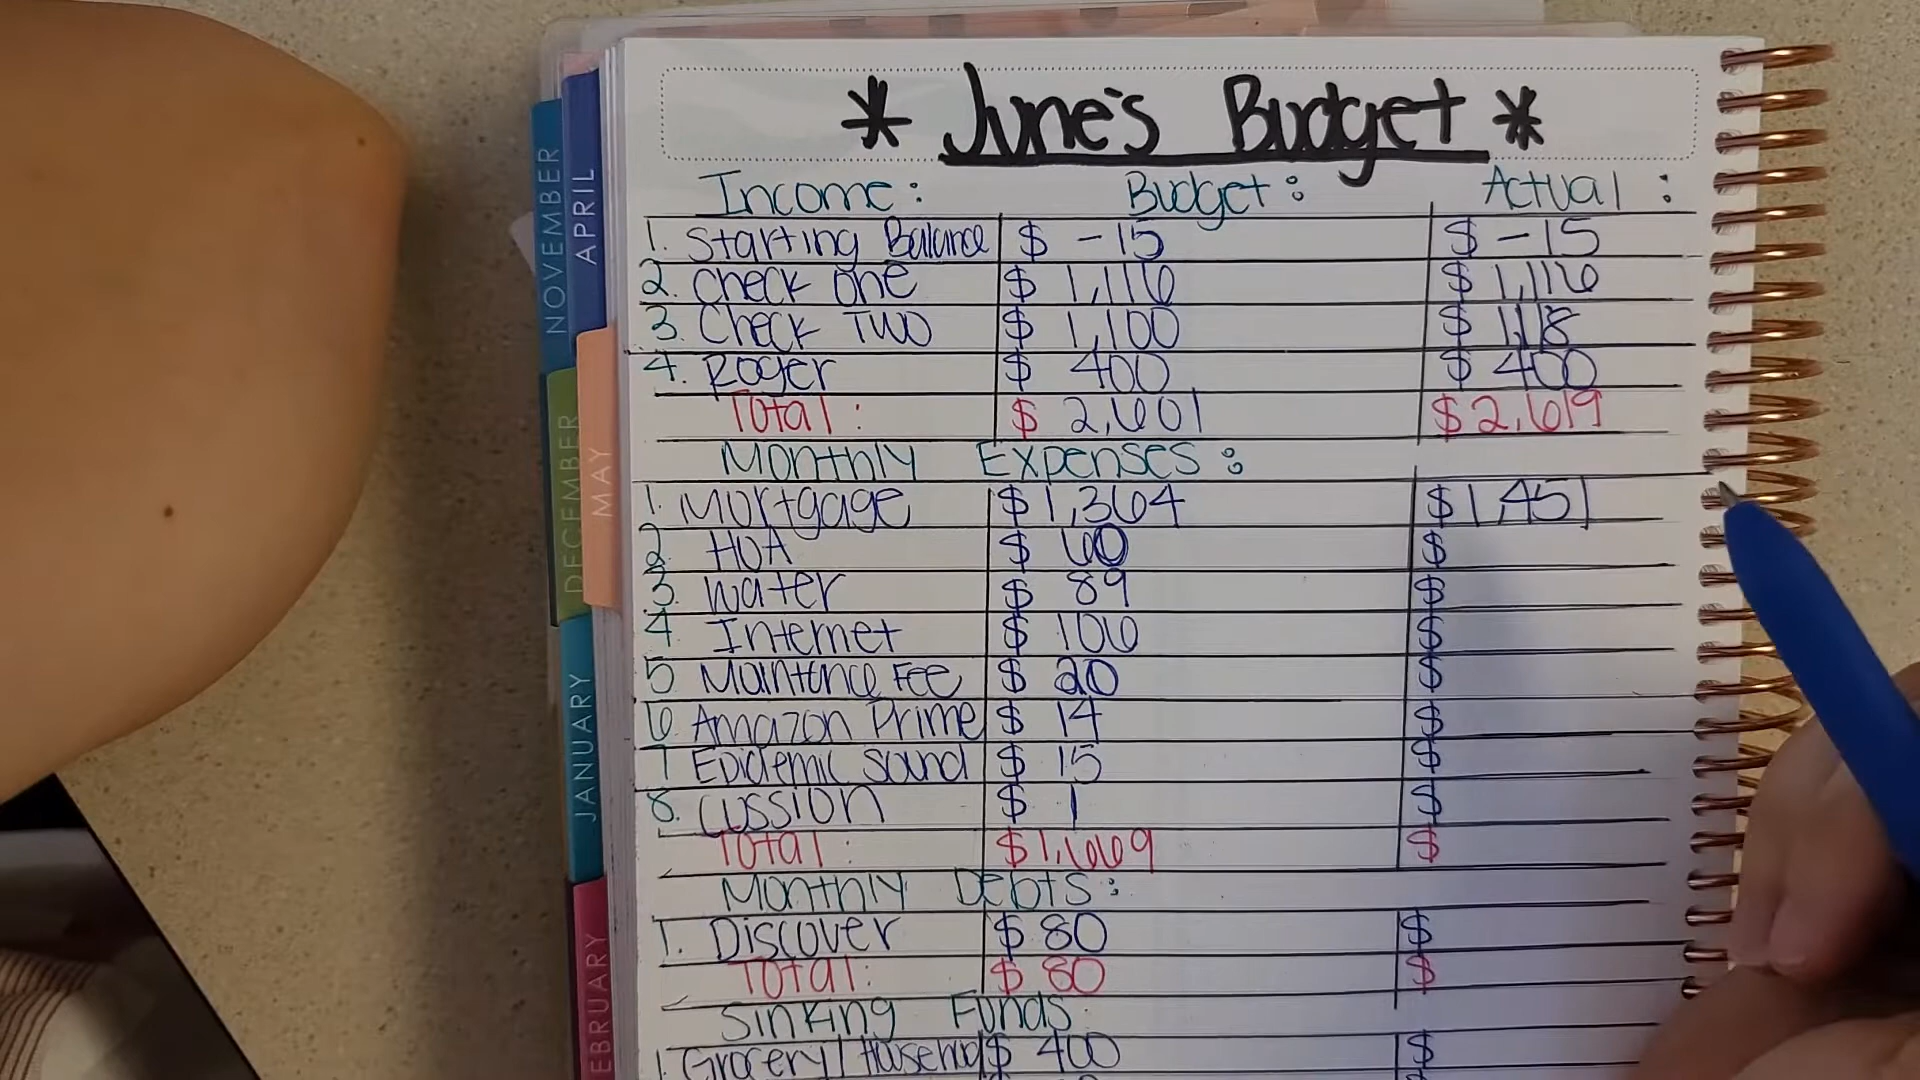 * June's Budget *
Income: Budget: Actual:
1. Starting Balance $ -15 $ -15
2. Check One $ 1,116 $ 1,116
3. Check Two $ 1,100 $ 1,118
4. Roger $ 400 $ 400
Total: $ 2,601 $ 2,619
Monthly Expenses:
1. Mortgage $ 1,364 $ 1,451
2 HOA $ 60 $
3. Water $ 89 $
4. Internet $ 106 $
5 Maintence Fee $ 20 $
6 Amazon Prime $ 14 $
7 Epidemic Sound $ 15 $
8. Cussion $ 1 $
Total: $1,669 $
Monthly Debts:
1. Discover $ 80 $
Total: $ 80 $
Sinking Funds
1. Grocery/ $ 400 $
NOVEMBER
APRIL
DECEMBER
MAY
JANUARY
FEBRUARY